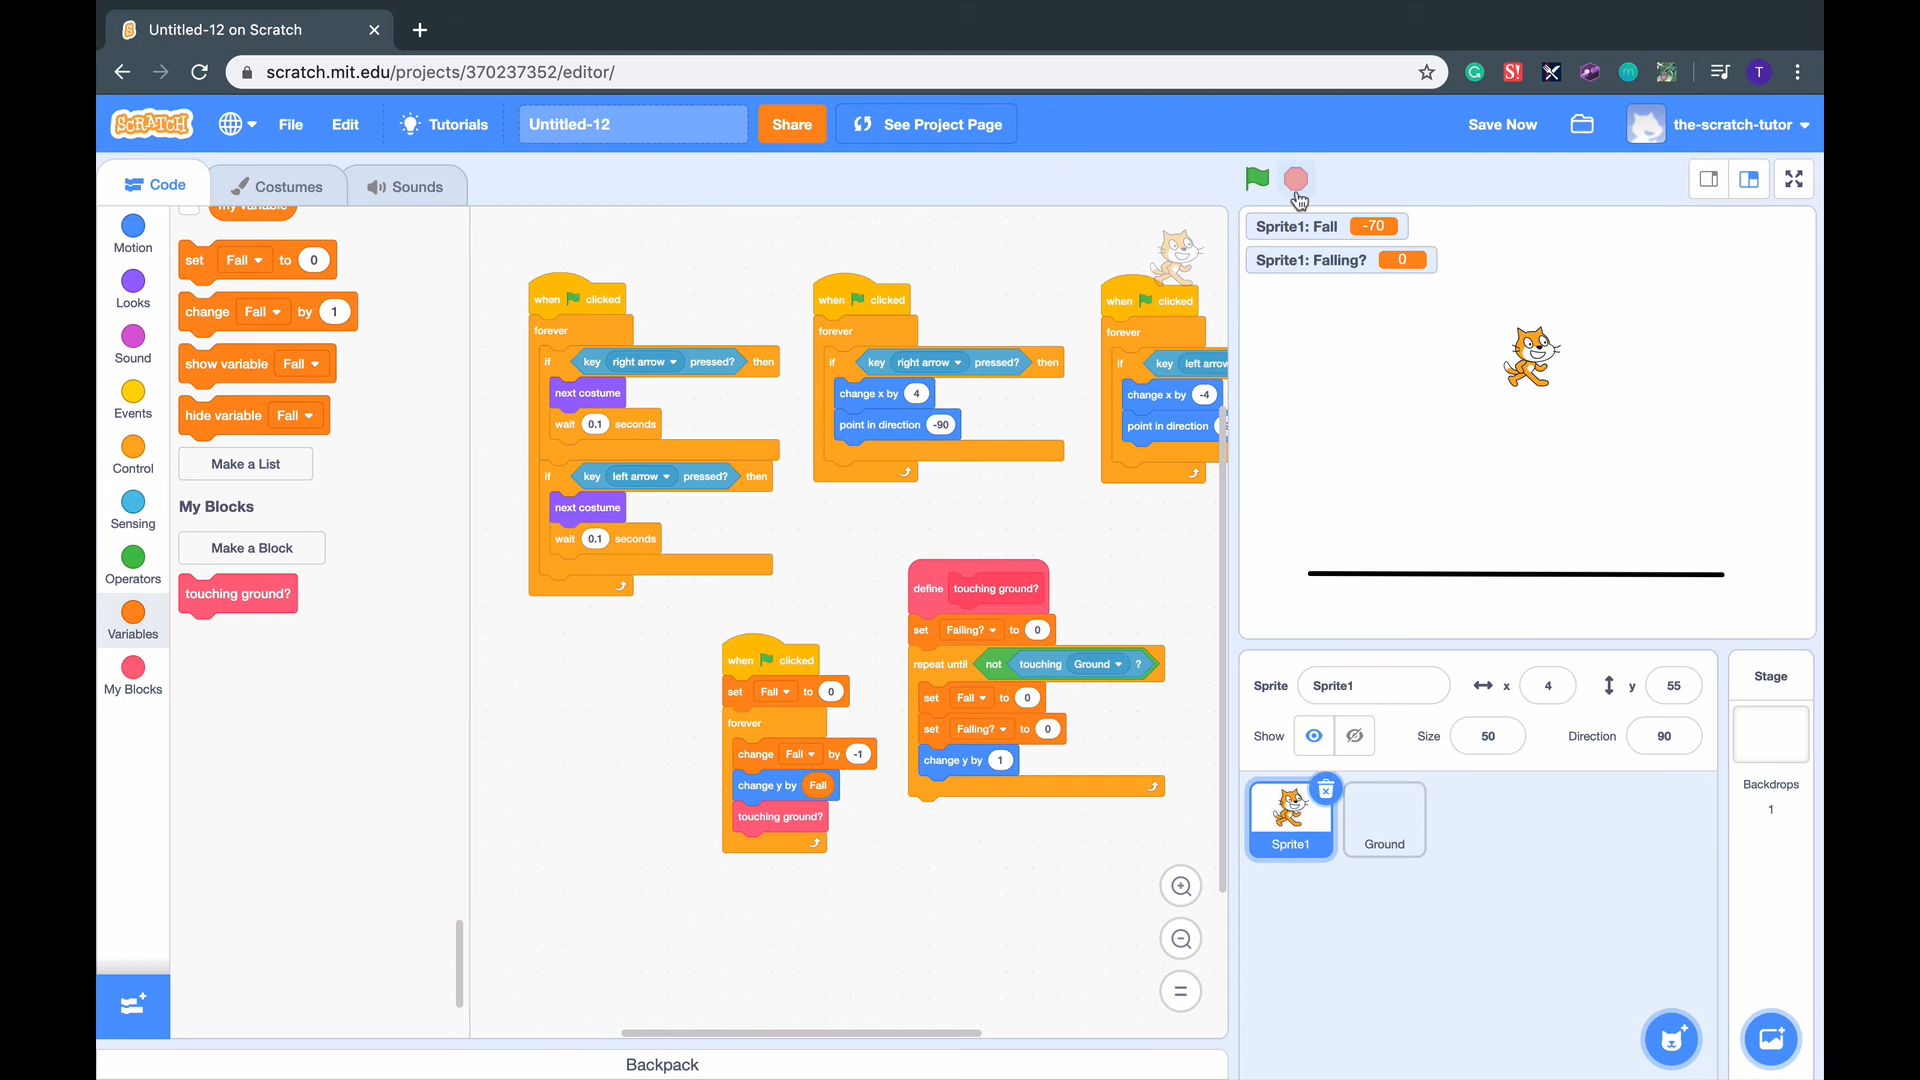 Untitled-12 on Scratch
scratch.mit.edu/projects/370237352/editor/
T
SCRATCH
File
Edit
Tutorials
Untitled-12
Share
See Project Page
Save Now
the-scratch-tutor
Code
Costumes
Sounds
Motion
Looks
Sound
Events
Control
Sensing
Operators
Variables
My Blocks
my variable
set Fall to 0
change Fall by 1
show variable Fall
hide variable Fall
Make a List
My Blocks
Make a Block
touching ground?
when clicked
forever
if key right arrow pressed? then
next costume
wait 0.1 seconds
if key left arrow pressed? then
next costume
wait 0.1 seconds
when clicked
forever
if key right arrow pressed? then
change x by 4
point in direction -90
when clicked
forever
if key left arrow
change x by -4
point in direction
when clicked
set Fall to 0
forever
change Fall by -1
change y by Fall
touching ground?
define touching ground?
set Falling? to 0
repeat until not touching Ground ?
set Fall to 0
set Falling? to 0
change y by 1
Backpack
Sprite1: Fall -70
Sprite1: Falling? 0
Sprite Sprite1 x 4 y 55
Show Size 50 Direction 90
Sprite1
Ground
Stage
Backdrops
1